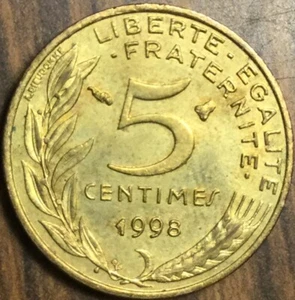 LIBERTE · EGALITE
· FRATERNITE ·
5
CENTIMES
1998